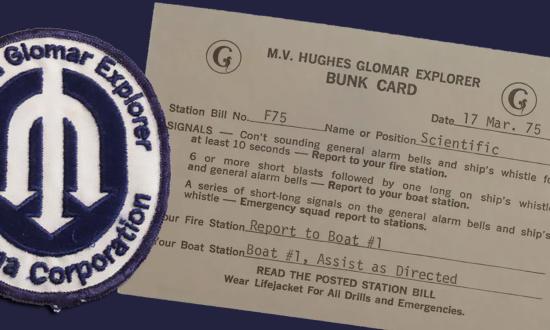 Glomar Explorer
Corporation
M.V. HUGHES GLOMAR EXPLORER
BUNK CARD
Station Bill No. F75 Date 17 Mar. 75
Name or Position Scientific
SIGNALS — Con't sounding general alarm bells and ship's whistle
at least 10 seconds — Report to your fire station.
6 or more short blasts followed by one long on ship's
and general alarm bells — Report to your boat station.
A series of short-long signals on the general alarm bells and ship's
whistle — Emergency squad report to stations.
Your Fire Station Report to Boat #1
Your Boat Station Boat #1, Assist as Directed
READ THE POSTED STATION BILL
Wear Lifejacket For All Drills and Emergencies.